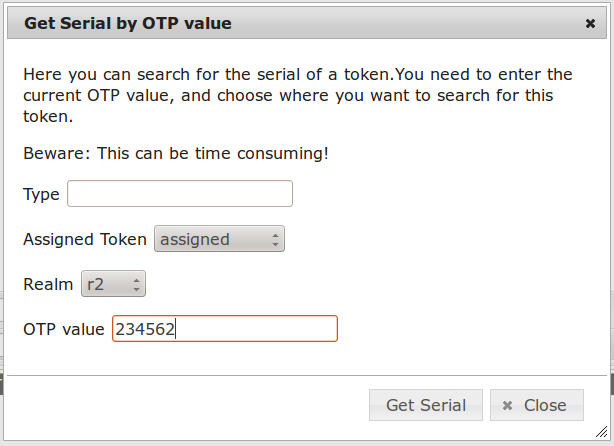 Get Serial by OTP value
Here you can search for the serial of a token.You need to enter the
current OTP value, and choose where you want to search for this
token.
Beware: This can be time consuming!
Type
Assigned Token assigned
Realm r2
OTP value 234562
Get Serial Close